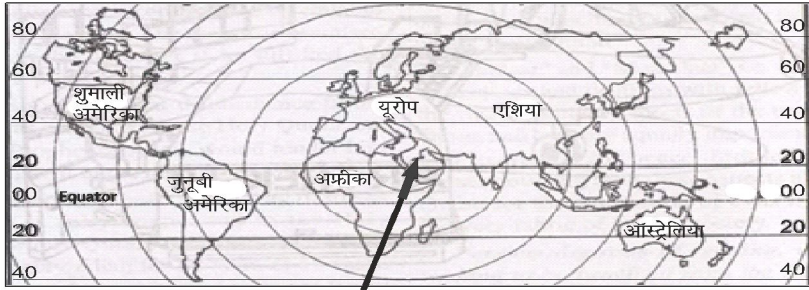 80 80
60 60
शुमाली
अमेरिका
यूरोप
एशिया
40 40
20 20
जुनूबी
अमेरिका
अफ्रीका
00 Equator 00
ऑस्ट्रेलिया
20 20
40 40